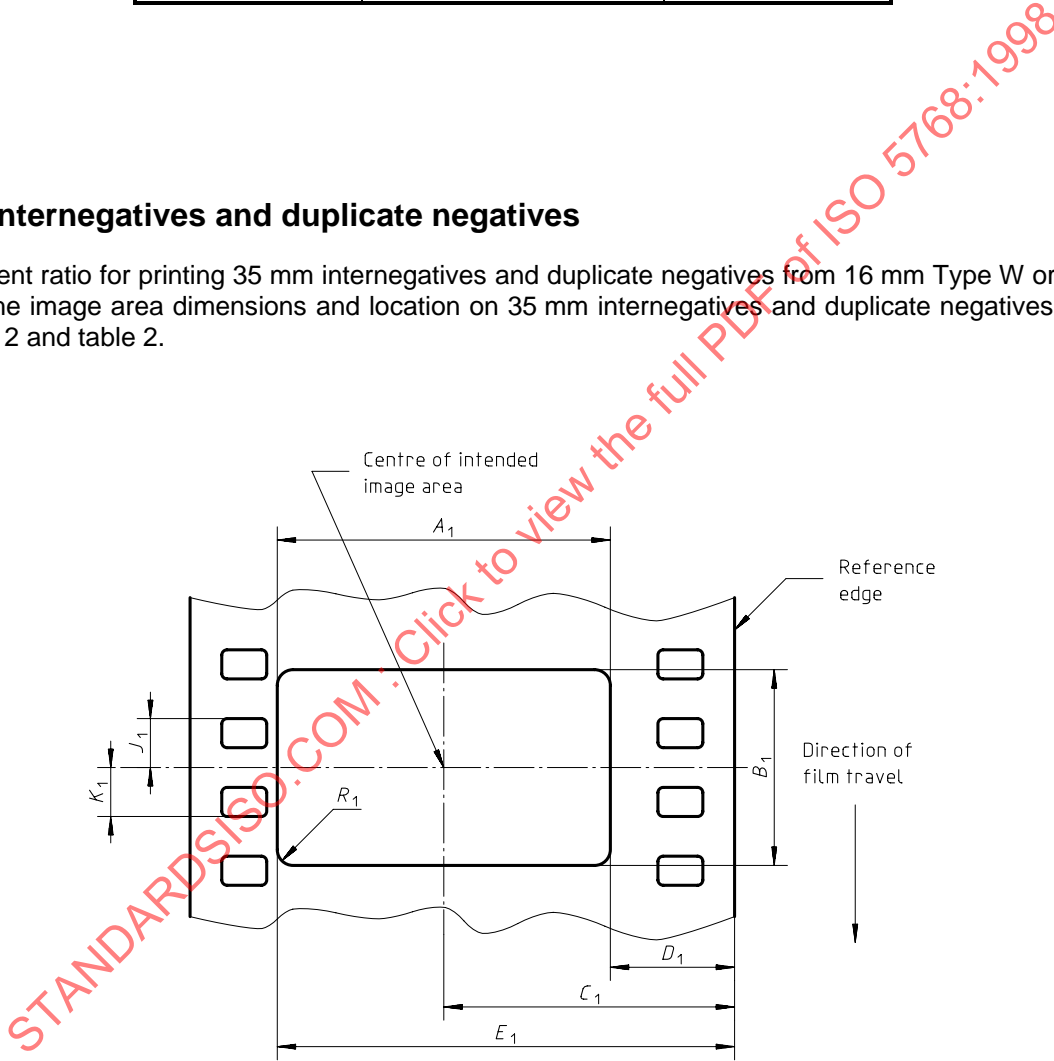 nternegatives and duplicate negatives
ent ratio for printing 35 mm internegatives and duplicate negatives from 16 mm Type W or
ne image area dimensions and location on 35 mm internegatives and duplicate negatives
2 and table 2.
Centre of intended
image area
A1
Reference
edge
J1
K1
R1
B1
Direction of
film travel
D1
C1
E1
STANDARDSISO.COM : Click to view the full PDF of ISO 5768:1998